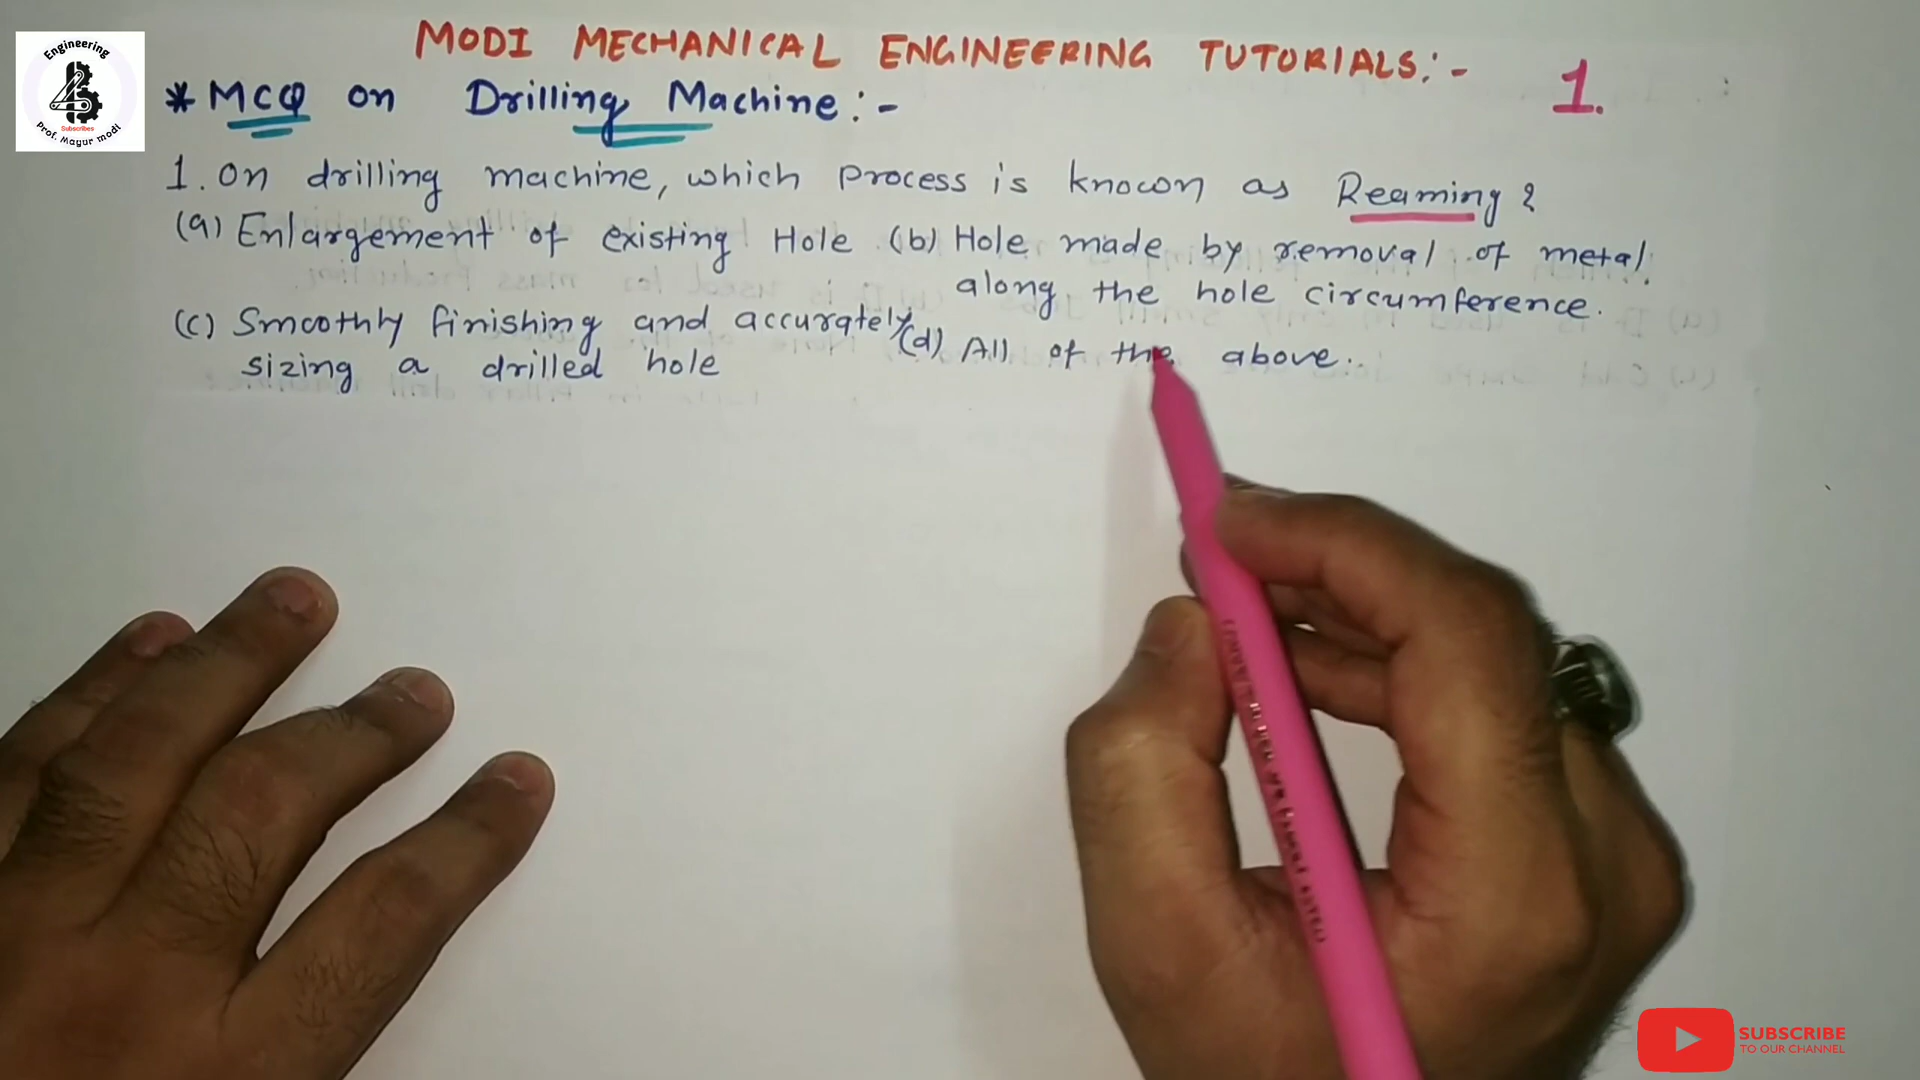 Engineering
Subscribes
Prof. Mayur modi
MODI MECHANICAL ENGINEERING TUTORIALS:-
1.
* MCQ on Drilling Machine:-
1. On drilling machine, which process is known as Reaming?
(a) Enlargement of existing Hole (b) Hole made by removal of metal
along the hole circumference.
(c) Smoothly finishing and accurately
sizing a drilled hole
(d) All of the above.
SUBSCRIBE
TO OUR CHANNEL